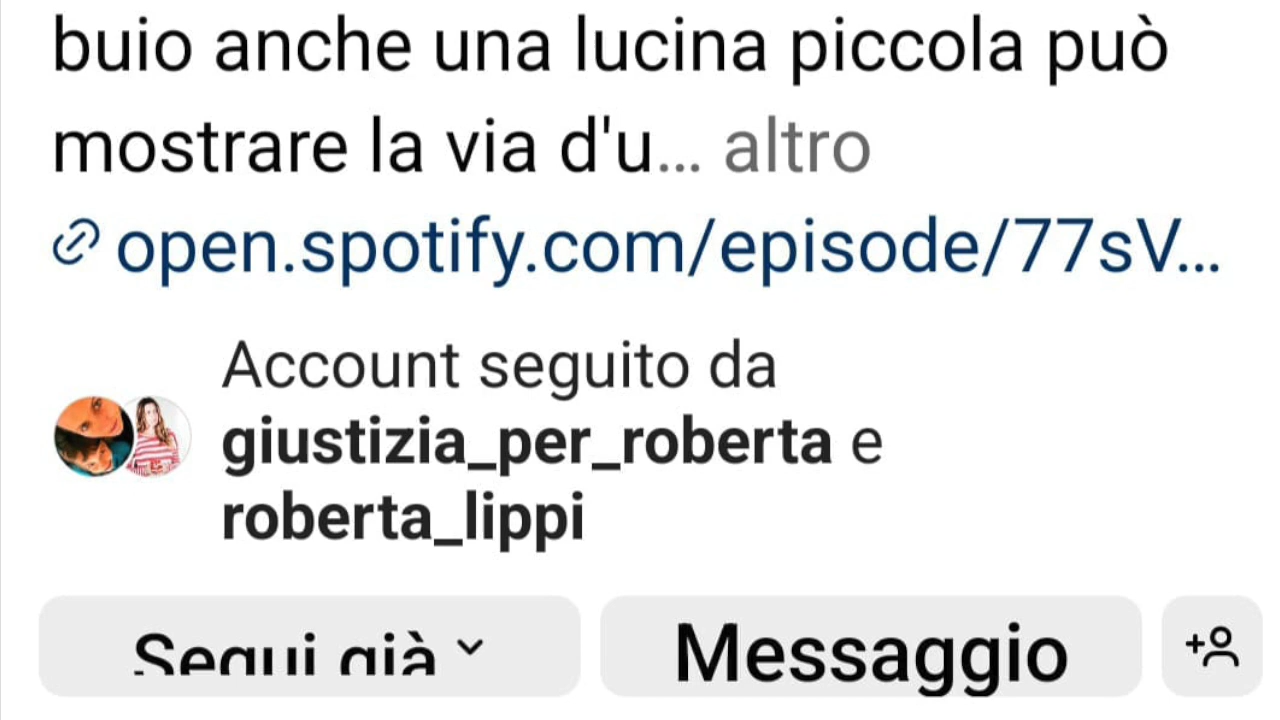 buio anche una lucina piccola può
mostrare la via d'u... altro
open.spotify.com/episode/77sV...
Account seguito da
giustizia_per_roberta e
roberta_lippi
Segui già
Messaggio